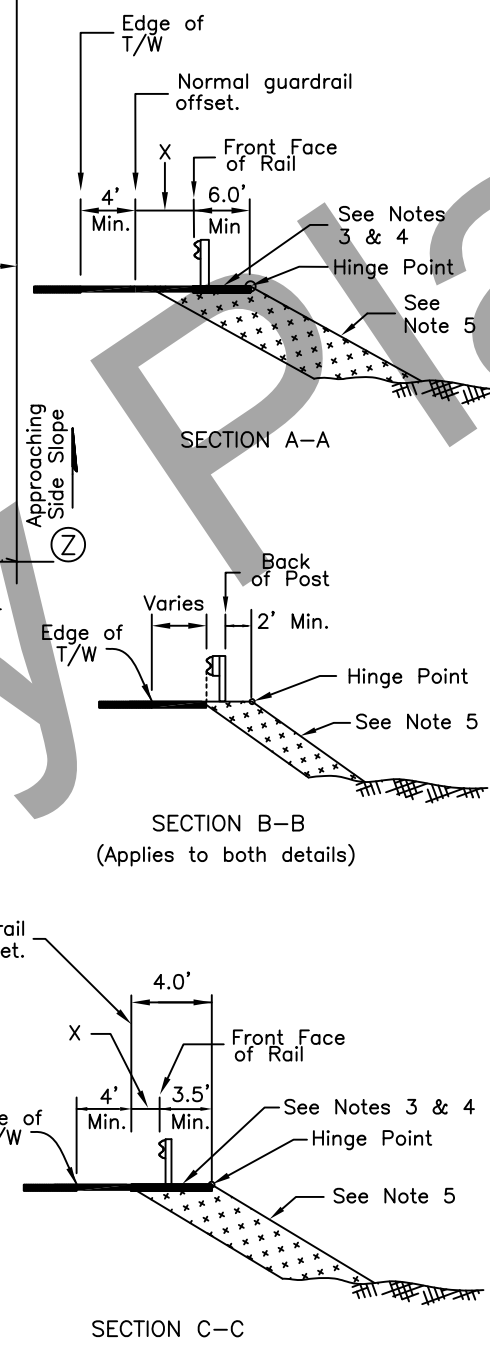 Edge of
T/W
Normal guardrail
offset.
X
Front Face
of Rail
4'
Min.
6.0'
Min
See Notes
3 & 4
Hinge Point
See
Note 5
SECTION A-A
Approaching
Side Slope
Z
Back
of Post
Varies
2' Min.
Edge of
T/W
Hinge Point
See Note 5
SECTION B-B
(Applies to both details)
4.0'
X
Front Face
of Rail
4'
Min.
3.5'
Min.
See Notes 3 & 4
Hinge Point
See Note 5
SECTION C-C